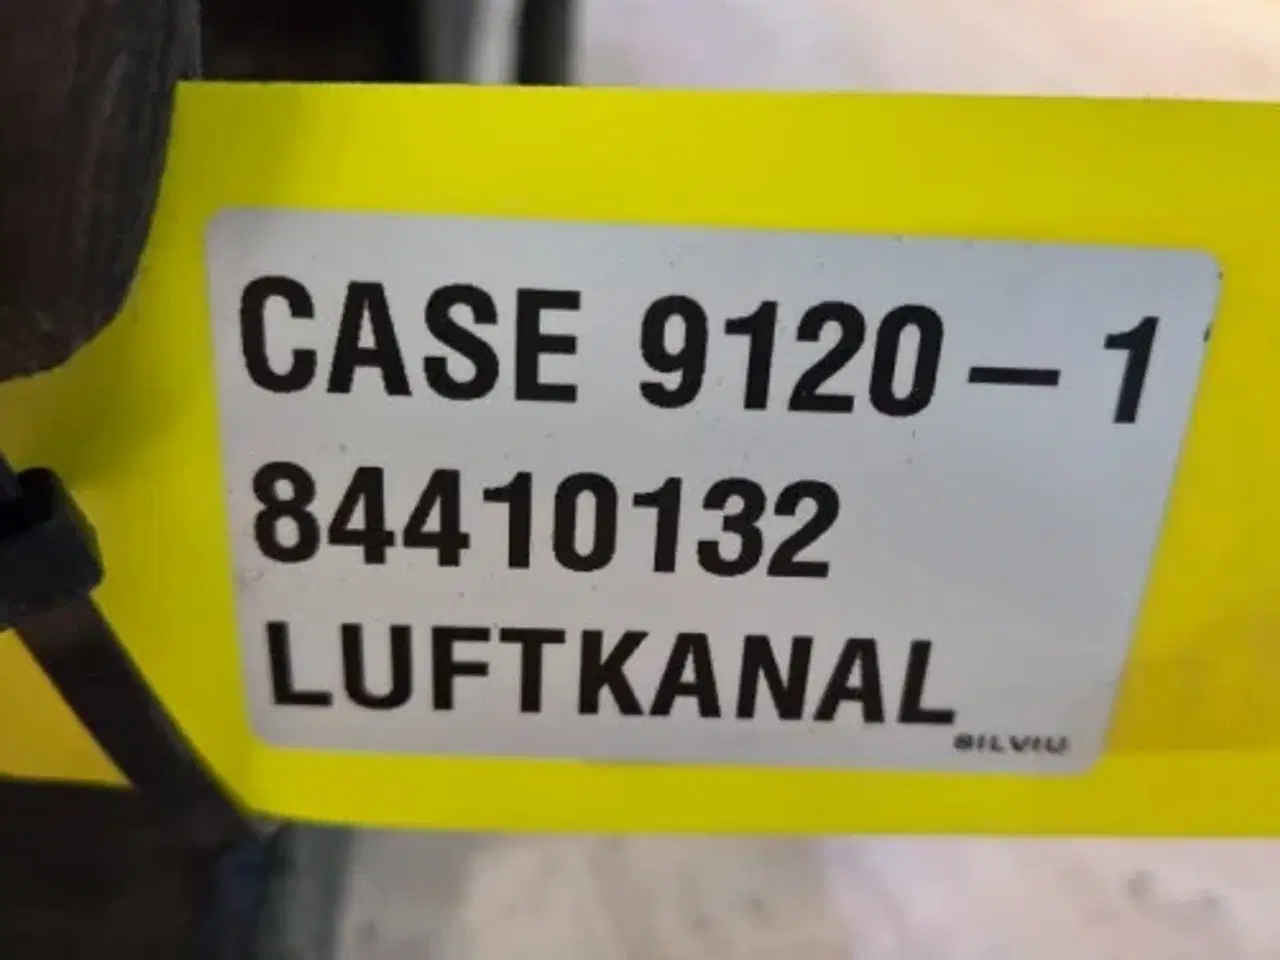 CASE 9120 – 1
84410132
LUFTKANAL
SILVIU